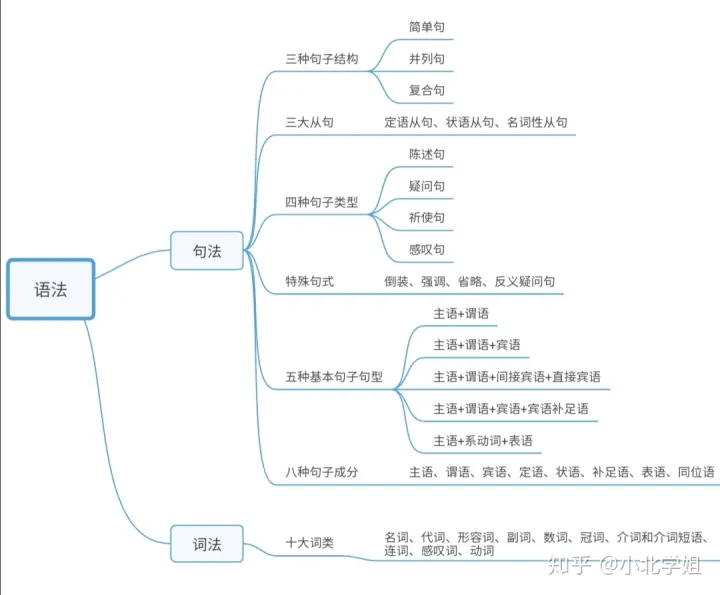 语法
句法
三种句子结构
简单句
并列句
复合句
三大从句
定语从句、状语从句、名词性从句
四种句子类型
陈述句
疑问句
祈使句
感叹句
特殊句式
倒装、强调、省略、反义疑问句
五种基本句子句型
主语+谓语
主语+谓语+宾语
主语+谓语+间接宾语+直接宾语
主语+谓语+宾语+宾语补足语
主语+系动词+表语
八种句子成分
主语、谓语、宾语、定语、状语、补足语、表语、同位语
词法
十大词类
名词、代词、形容词、副词、数词、冠词、介词和介词短语、
连词、感叹词、动词
知乎 @小北学姐